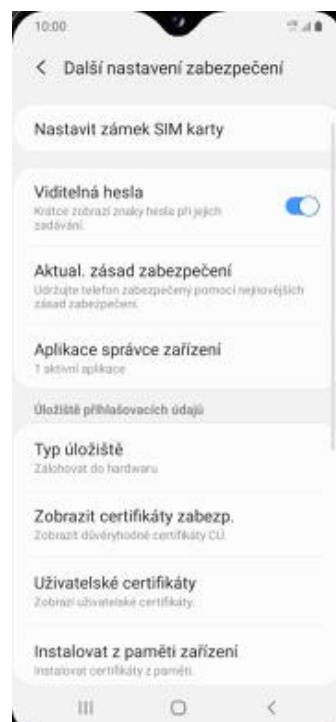 10:00
Další nastavení zabezpečení
Nastavit zámek SIM karty
Viditelná hesla
Krátce zobrazí znaky hesla při jejich
zadávání.
Aktual. zásad zabezpečení
Udržujte telefon zabezpečený pomocí nejnovějších
zásad zabezpečení.
Aplikace správce zařízení
1 aktivní aplikace
Úložiště přihlašovacích údajů
Typ úložiště
Zálohovat do hardwaru
Zobrazit certifikáty zabezp.
Zobrazit důvěryhodné certifikáty CÚ.
Uživatelské certifikáty
Zobrazí uživatelské certifikáty.
Instalovat z paměti zařízení
Instalovat certifikáty z paměti.